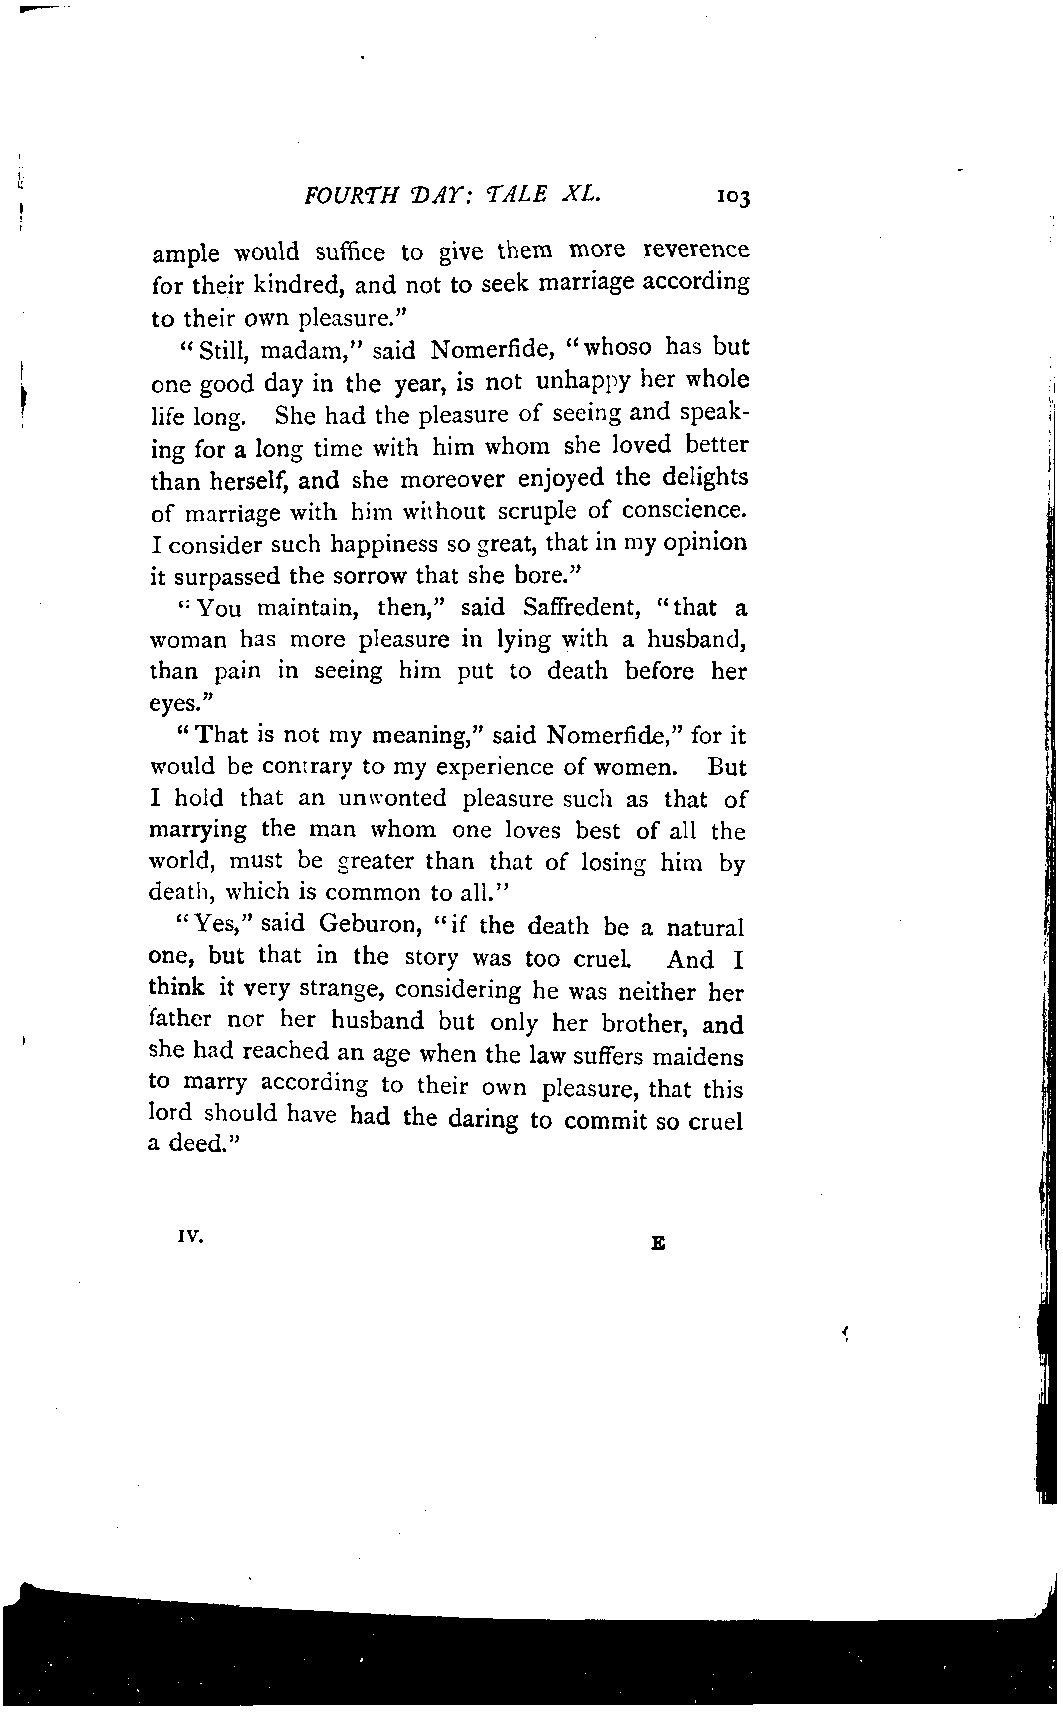 FOURTH DAY: TALE XL. 103
ample would suffice to give them more reverence
for their kindred, and not to seek marriage according
to their own pleasure."
"Still, madam," said Nomerfide, "whoso has but
one good day in the year, is not unhappy her whole
life long. She had the pleasure of seeing and speak-
ing for a long time with him whom she loved better
than herself, and she moreover enjoyed the delights
of marriage with him without scruple of conscience.
I consider such happiness so great, that in my opinion
it surpassed the sorrow that she bore."
"You maintain, then," said Saffredent, "that a
woman has more pleasure in lying with a husband,
than pain in seeing him put to death before her
eyes."
"That is not my meaning," said Nomerfide," for it
would be contrary to my experience of women. But
I hold that an unwonted pleasure such as that of
marrying the man whom one loves best of all the
world, must be greater than that of losing him by
death, which is common to all."
"Yes," said Geburon, "if the death be a natural
one, but that in the story was too cruel. And I
think it very strange, considering he was neither her
father nor her husband but only her brother, and
she had reached an age when the law suffers maidens
to marry according to their own pleasure, that this
lord should have had the daring to commit so cruel
a deed."
IV. E